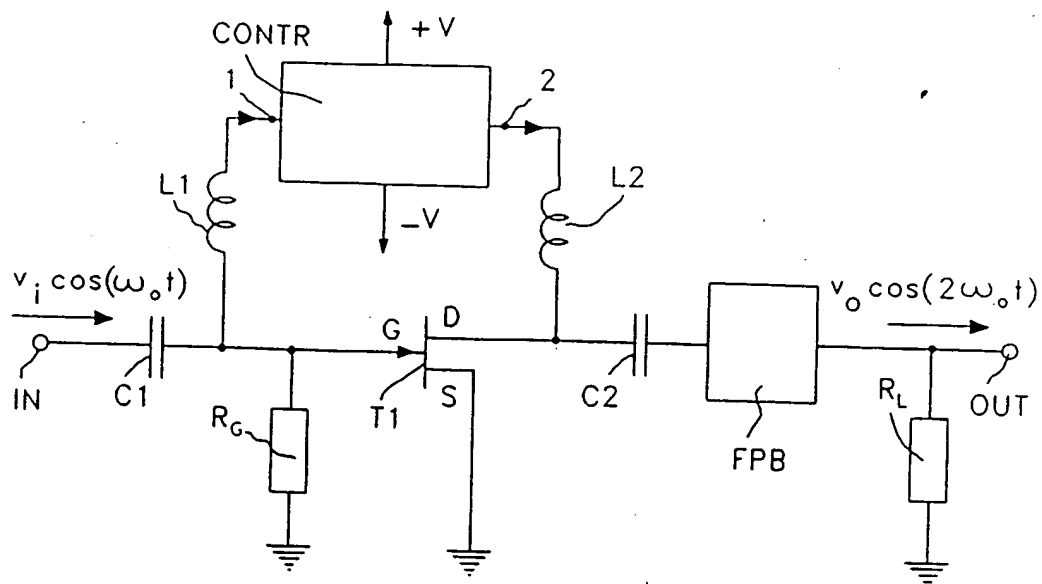 CONTR
+V
1
2
L1
L2
–V
v_i cos(ω_o t)
v_o cos(2ω_o t)
G
D
S
IN
C1
T1
C2
R_G
FPB
R_L
OUT